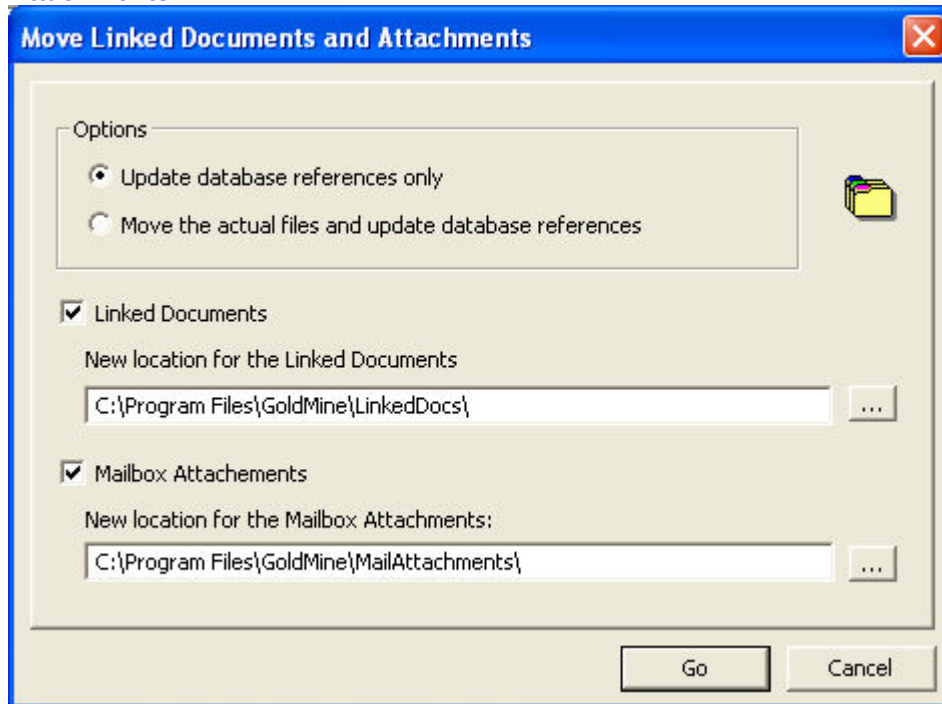 Move Linked Documents and Attachments
Options
Update database references only
Move the actual files and update database references
Linked Documents
New location for the Linked Documents
C:\Program Files\GoldMine\LinkedDocs\
...
Mailbox Attachements
New location for the Mailbox Attachments:
C:\Program Files\GoldMine\MailAttachments\
...
Go Cancel